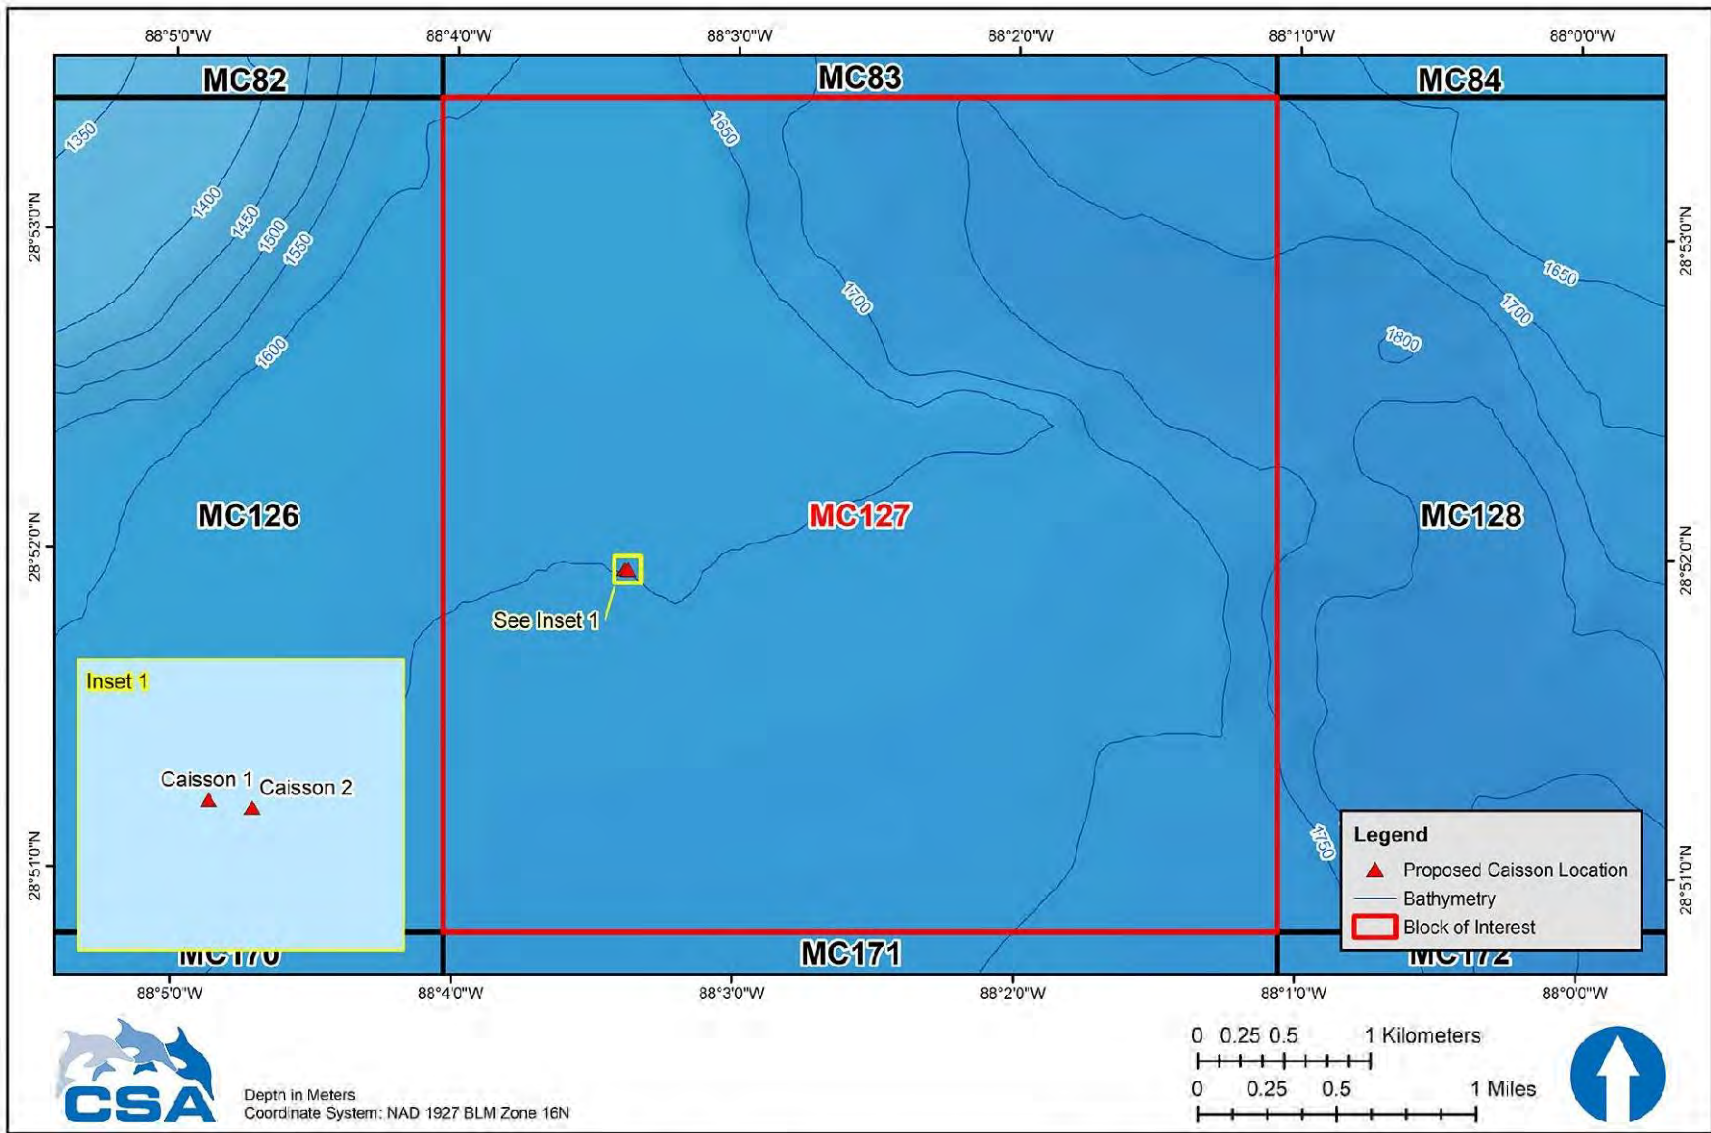 88°5'0"W 88°4'0"W 88°3'0"W 88°2'0"W 88°1'0"W 88°0'0"W
MC82 MC83 MC84
1350
1650
1400
1450
1500
1550
28°53'0"N
28°53'0"N
1650
1700
1700
1800
1600
MC126 MC127 MC128
28°52'0"N
28°52'0"N
See Inset 1
Inset 1
Caisson 1
Caisson 2
1750
Legend
Proposed Caisson Location
Bathymetry
Block of Interest
28°51'0"N
28°51'0"N
MC170 MC171 MC172
88°5'0"W 88°4'0"W 88°3'0"W 88°2'0"W 88°1'0"W 88°0'0"W
CSA
Depth in Meters
Coordinate System: NAD 1927 BLM Zone 16N
0 0.25 0.5 1 Kilometers
0 0.25 0.5 1 Miles